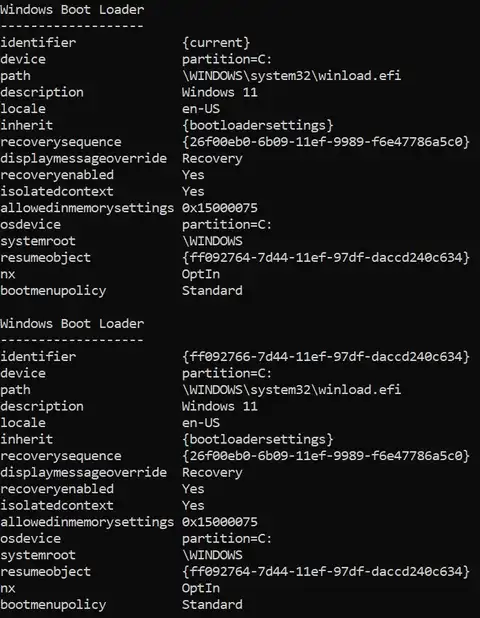 Windows Boot Loader
-------------------
identifier              {current}
device                  partition=C:
path                    \WINDOWS\system32\winload.efi
description             Windows 11
locale                  en-US
inherit                 {bootloadersettings}
recoverysequence        {26f00eb0-6b09-11ef-9989-f6e47786a5c0}
displaymessageoverride  Recovery
recoveryenabled         Yes
isolatedcontext         Yes
allowedinmemorysettings 0x15000075
osdevice                partition=C:
systemroot              \WINDOWS
resumeobject            {ff092764-7d44-11ef-97df-daccd240c634}
nx                      OptIn
bootmenupolicy          Standard

Windows Boot Loader
-------------------
identifier              {ff092766-7d44-11ef-97df-daccd240c634}
device                  partition=C:
path                    \WINDOWS\system32\winload.efi
description             Windows 11
locale                  en-US
inherit                 {bootloadersettings}
recoverysequence        {26f00eb0-6b09-11ef-9989-f6e47786a5c0}
displaymessageoverride  Recovery
recoveryenabled         Yes
isolatedcontext         Yes
allowedinmemorysettings 0x15000075
osdevice                partition=C:
systemroot              \WINDOWS
resumeobject            {ff092764-7d44-11ef-97df-daccd240c634}
nx                      OptIn
bootmenupolicy          Standard